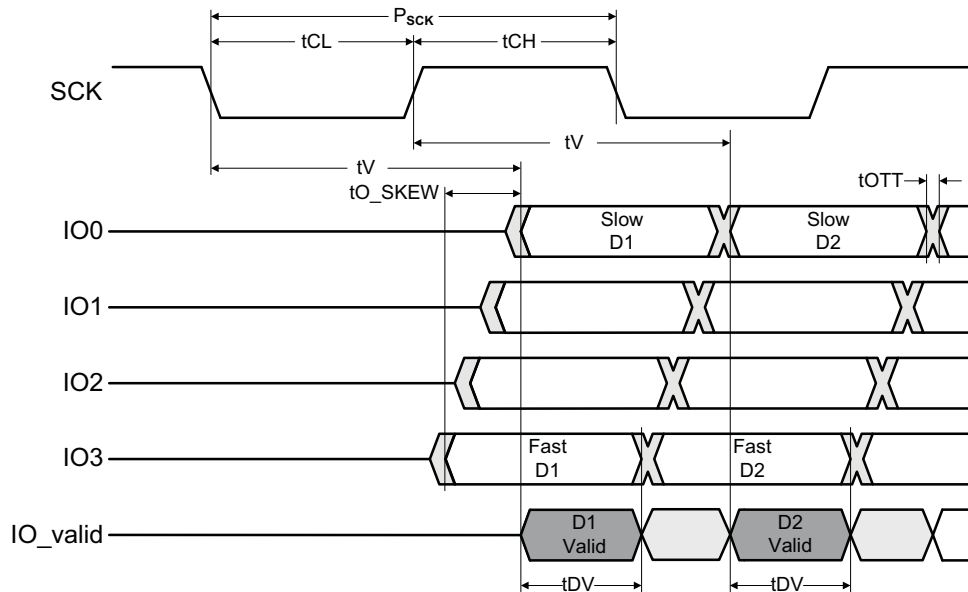 PSCK
tCL
tCH
SCK
tV
tV
tO_SKEW
tOTT
IO0
Slow
D1
Slow
D2
IO1
IO2
IO3
Fast
D1
Fast
D2
IO_valid
D1
Valid
D2
Valid
tDV
tDV